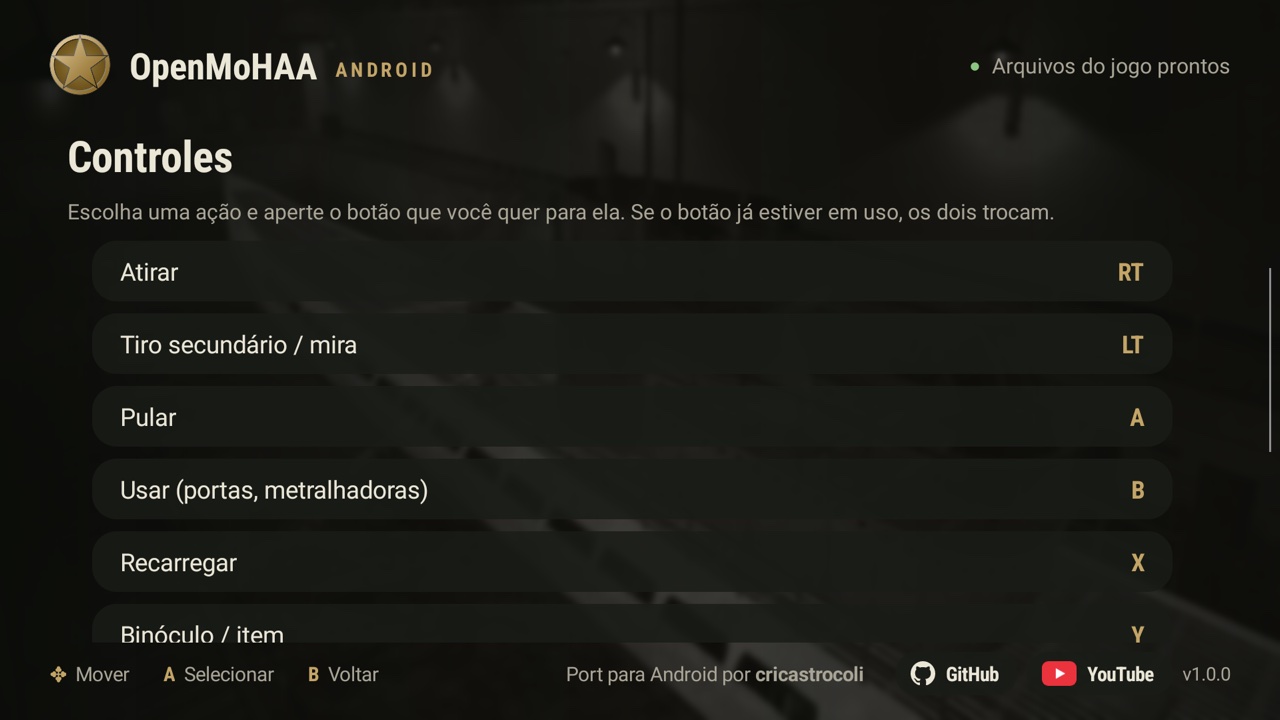 OpenMoHAA ANDROID
Arquivos do jogo prontos
Controles
Escolha uma ação e aperte o botão que você quer para ela. Se o botão já estiver em uso, os dois trocam.
Atirar RT
Tiro secundário / mira LT
Pular A
Usar (portas, metralhadoras) B
Recarregar X
Binóculo / item Y
Mover A Selecionar B Voltar Port para Android por cricastrocoli GitHub YouTube v1.0.0